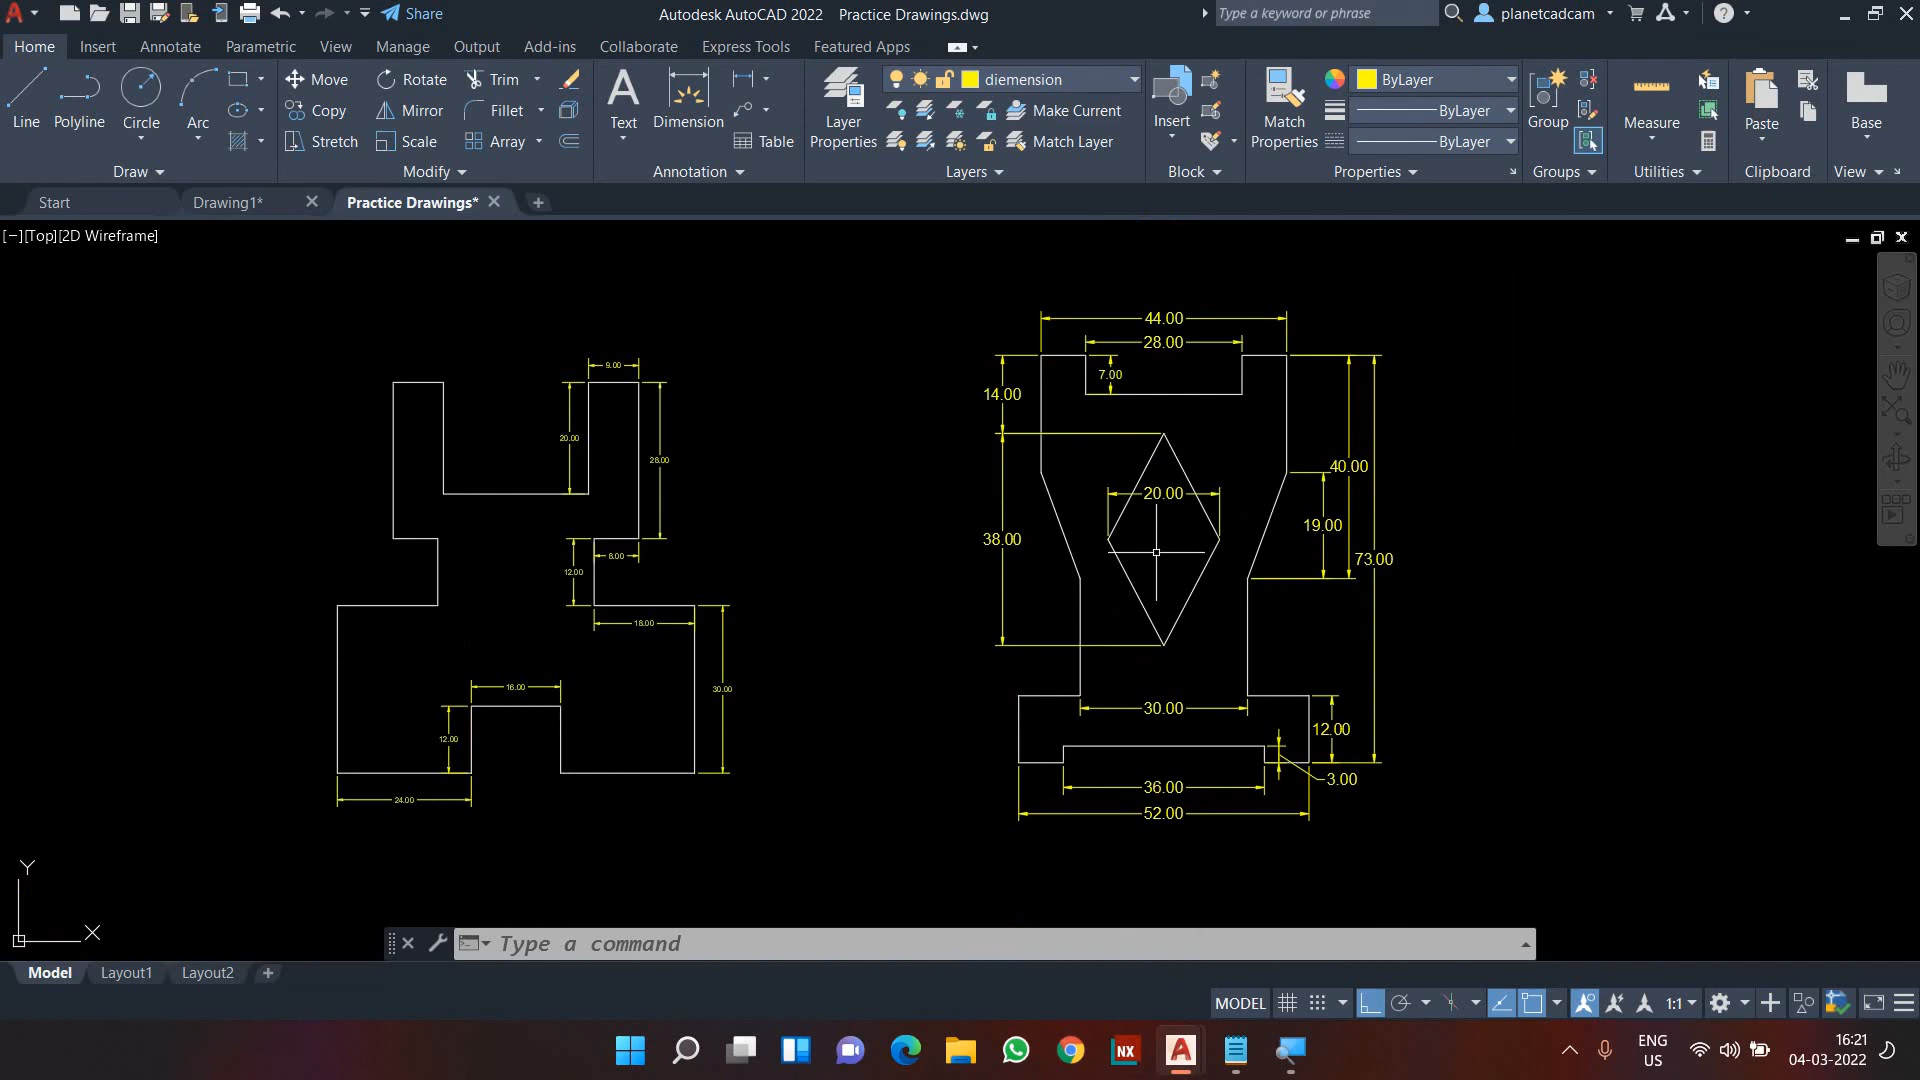 Share
Autodesk AutoCAD 2022 Practice Drawings.dwg
Type a keyword or phrase
planetcadcam
Home Insert Annotate Parametric View Manage Output Add-ins Collaborate Express Tools Featured Apps
Move Rotate Trim
Copy Mirror Fillet
Stretch Scale Array
Line Polyline Circle Arc
Text Dimension Table
Layer Properties
diemension
Make Current
Match Layer
Insert
Match Properties
ByLayer
ByLayer
ByLayer
Group
Measure
Paste
Base
Draw Modify Annotation Layers Block Properties Groups Utilities Clipboard View
Start Drawing1* Practice Drawings*
[−][Top][2D Wireframe]
9.00
20.00
28.00
8.00
12.00
18.00
16.00
30.00
12.00
24.00
44.00
28.00
7.00
14.00
40.00
20.00
19.00
38.00
73.00
30.00
12.00
3.00
36.00
52.00
Y
X
Type a command
Model Layout1 Layout2
MODEL 1:1
NX
ENG
US
16:21
04-03-2022